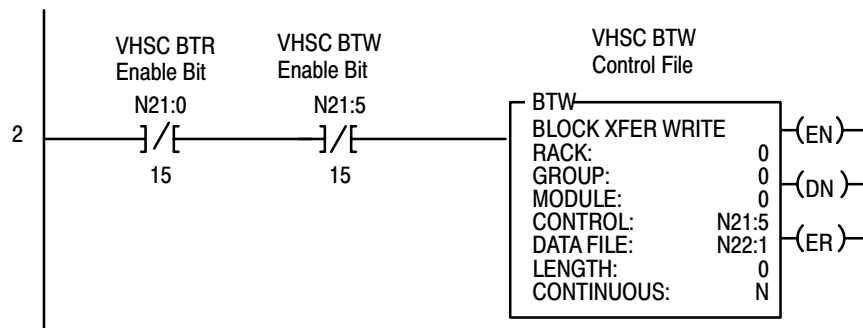 VHSC BTR
Enable Bit
VHSC BTW
Enable Bit
VHSC BTW
Control File
N21:0
N21:5
2
]/[
]/[
15
15
BTW
BLOCK XFER WRITE
RACK: 0
GROUP: 0
MODULE: 0
CONTROL: N21:5
DATA FILE: N22:1
LENGTH: 0
CONTINUOUS: N
(EN)
(DN)
(ER)